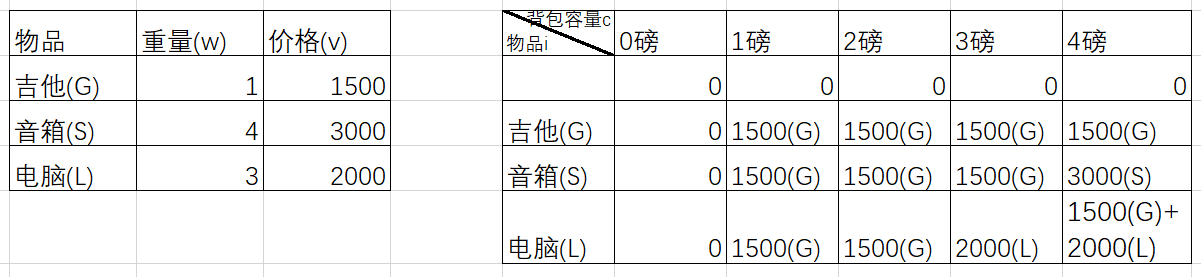 物品 重量(w) 价格(v)
吉他(G) 1 1500
音箱(S) 4 3000
电脑(L) 3 2000
背包容量c
物品i 0磅 1磅 2磅 3磅 4磅
0 0 0 0 0
吉他(G) 0 1500(G) 1500(G) 1500(G) 1500(G)
音箱(S) 0 1500(G) 1500(G) 1500(G) 3000(S)
1500(G)+
电脑(L) 0 1500(G) 1500(G) 2000(L) 2000(L)